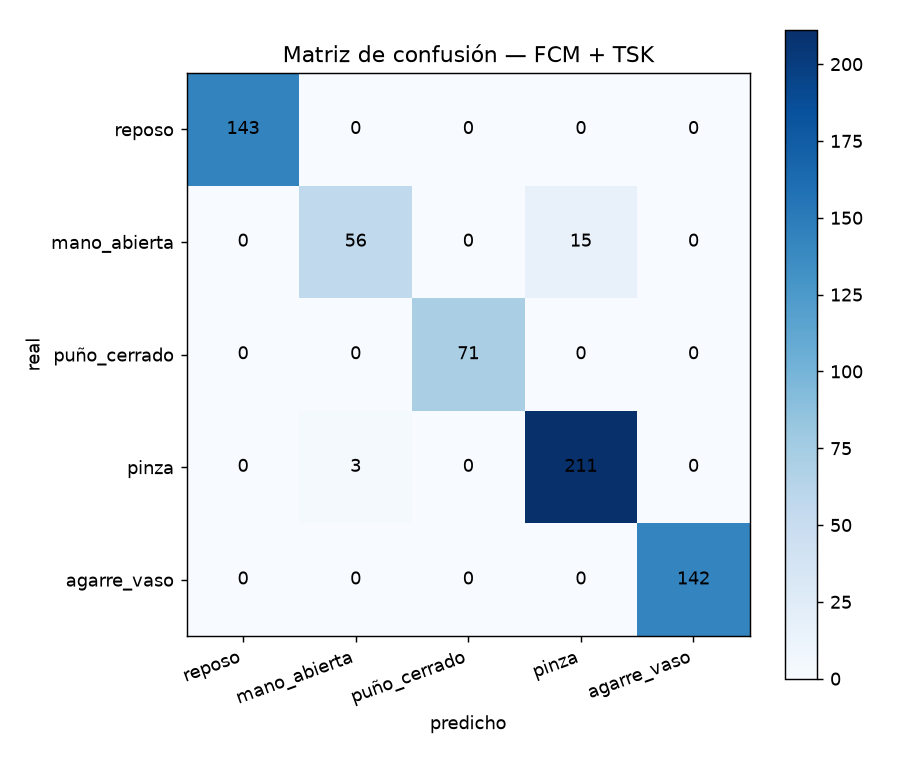 Matriz de confusión — FCM + TSK
reposo 143 0 0 0 0
mano_abierta 0 56 0 15 0
puño_cerrado 0 0 71 0 0
pinza 0 3 0 211 0
agarre_vaso 0 0 0 0 142
real
reposo mano_abierta puño_cerrado pinza agarre_vaso
predicho
200
175
150
125
100
75
50
25
0